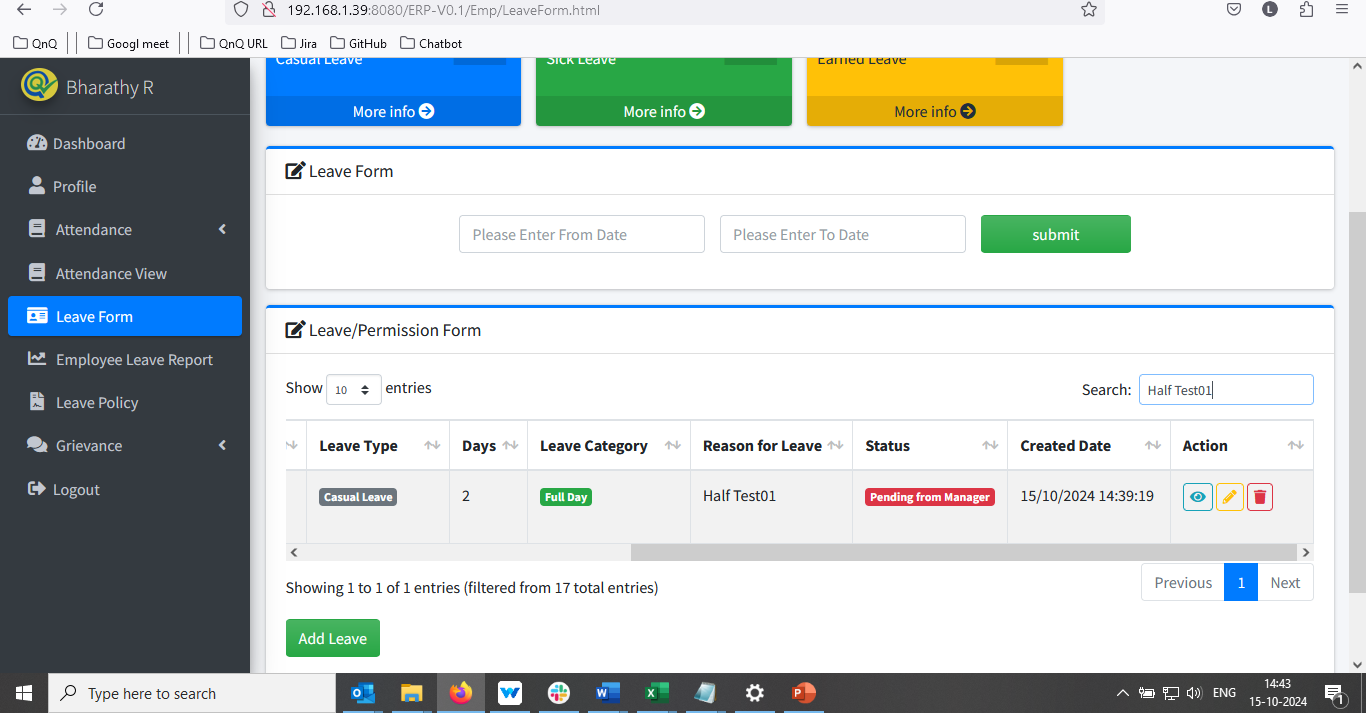 192.168.1.39:8080/ERP-V0.1/Emp/LeaveForm.html
L
QnQ
Googl meet
QnQ URL
Jira
GitHub
Chatbot
Bharathy R
Dashboard
Profile
Attendance
Attendance View
Leave Form
Employee Leave Report
Leave Policy
Grievance
Logout
Casual Leave
Sick Leave
Earned Leave
More info
More info
More info
Leave Form
Please Enter From Date
Please Enter To Date
submit
Leave/Permission Form
Show 10 entries
Search: Half Test01
Leave Type Days Leave Category Reason for Leave Status Created Date Action
Casual Leave 2 Full Day Half Test01 Pending from Manager 15/10/2024 14:39:19
Showing 1 to 1 of 1 entries (filtered from 17 total entries)
Previous 1 Next
Add Leave
Type here to search
ENG
14:43
15-10-2024
1